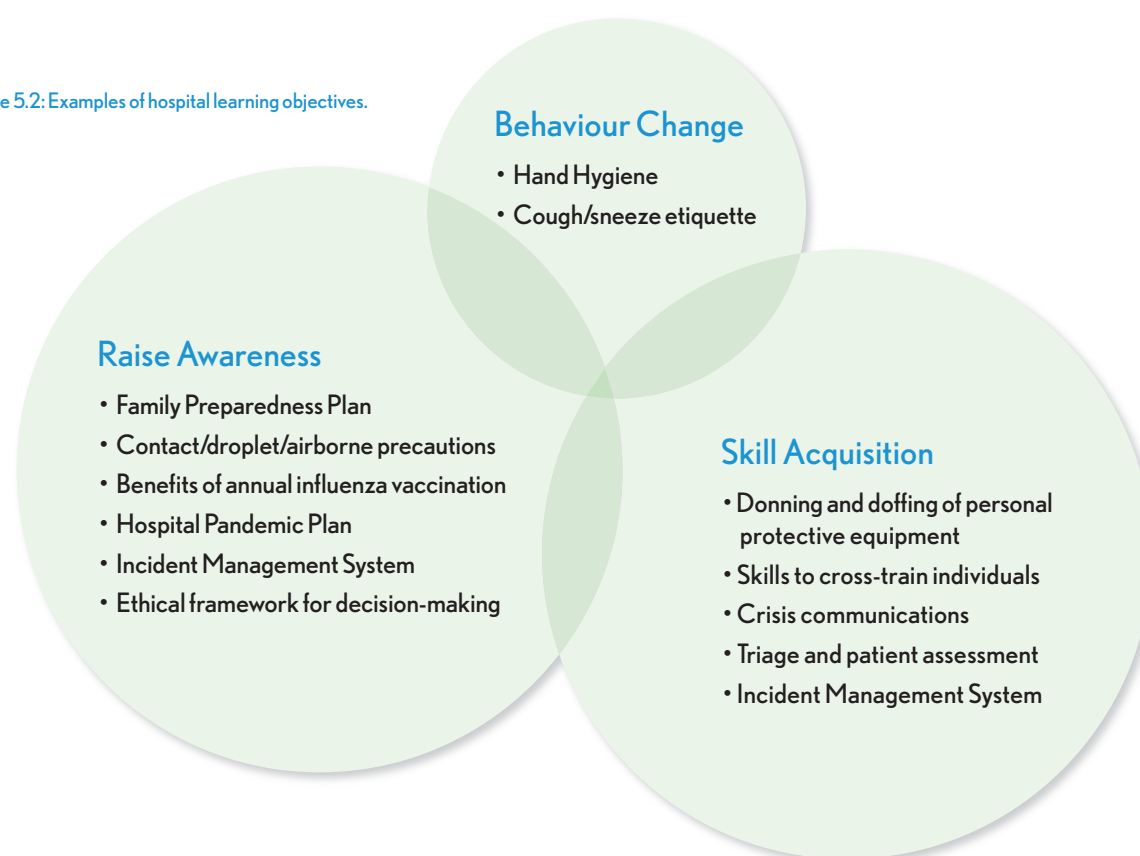 e 5.2: Examples of hospital learning objectives.
Behaviour Change
• Hand Hygiene
• Cough/sneeze etiquette
Raise Awareness
• Family Preparedness Plan
• Contact/droplet/airborne precautions
• Benefits of annual influenza vaccination
• Hospital Pandemic Plan
• Incident Management System
• Ethical framework for decision-making
Skill Acquisition
• Donning and doffing of personal
protective equipment
• Skills to cross-train individuals
• Crisis communications
• Triage and patient assessment
• Incident Management System